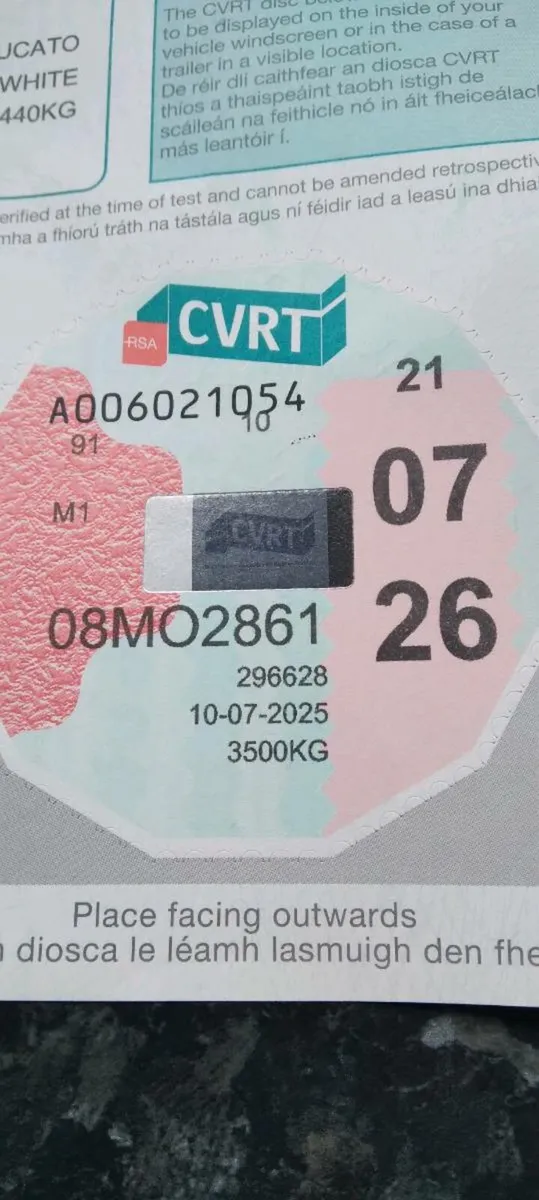 UCATO
WHITE
440KG
The CVRT disc
to be displayed on the inside of your
vehicle windscreen or in the case of a
trailer in a visible location.
De réir dlí caithfear an diosca CVRT
thíos a thaispeáint taobh istigh de
scáileán na feithicle nó in áit fheiceálach
más leantóir í.
erified at the time of test and cannot be amended retrospectiv
mha a fhíorú tráth na tástála agus ní féidir iad a leasú ina dhiai
RSA
CVRT
A006021054
10
91
M1
CVRT
08MO2861
296628
10-07-2025
3500KG
21
07
26
Place facing outwards
diosca le léamh lasmuigh den fhe